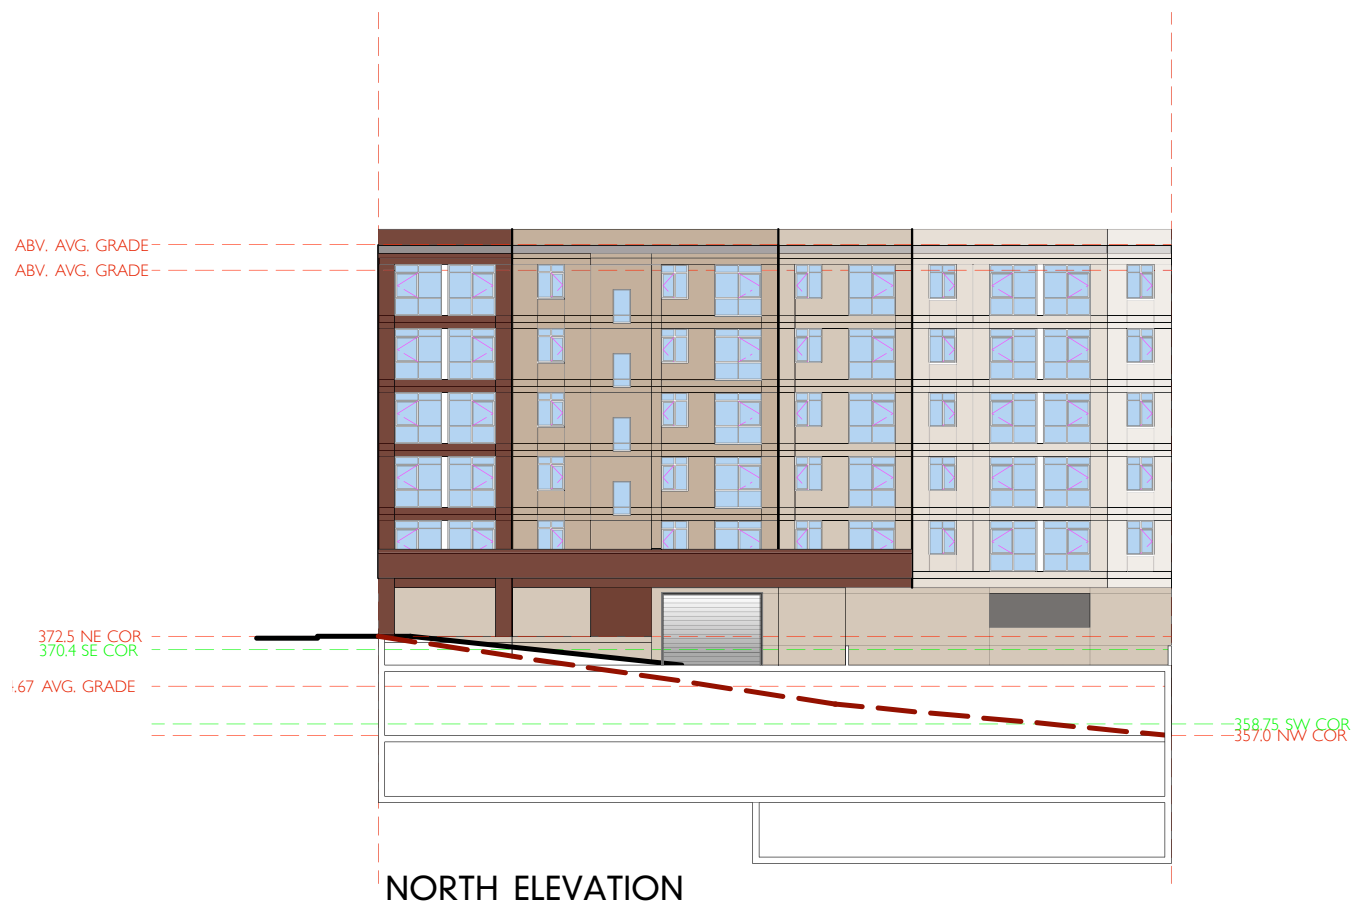 ABV. AVG. GRADE
ABV. AVG. GRADE
372.5 NE COR
370.4 SE COR
.67 AVG. GRADE
358.75 SW COR
357.0 NW COR
NORTH ELEVATION